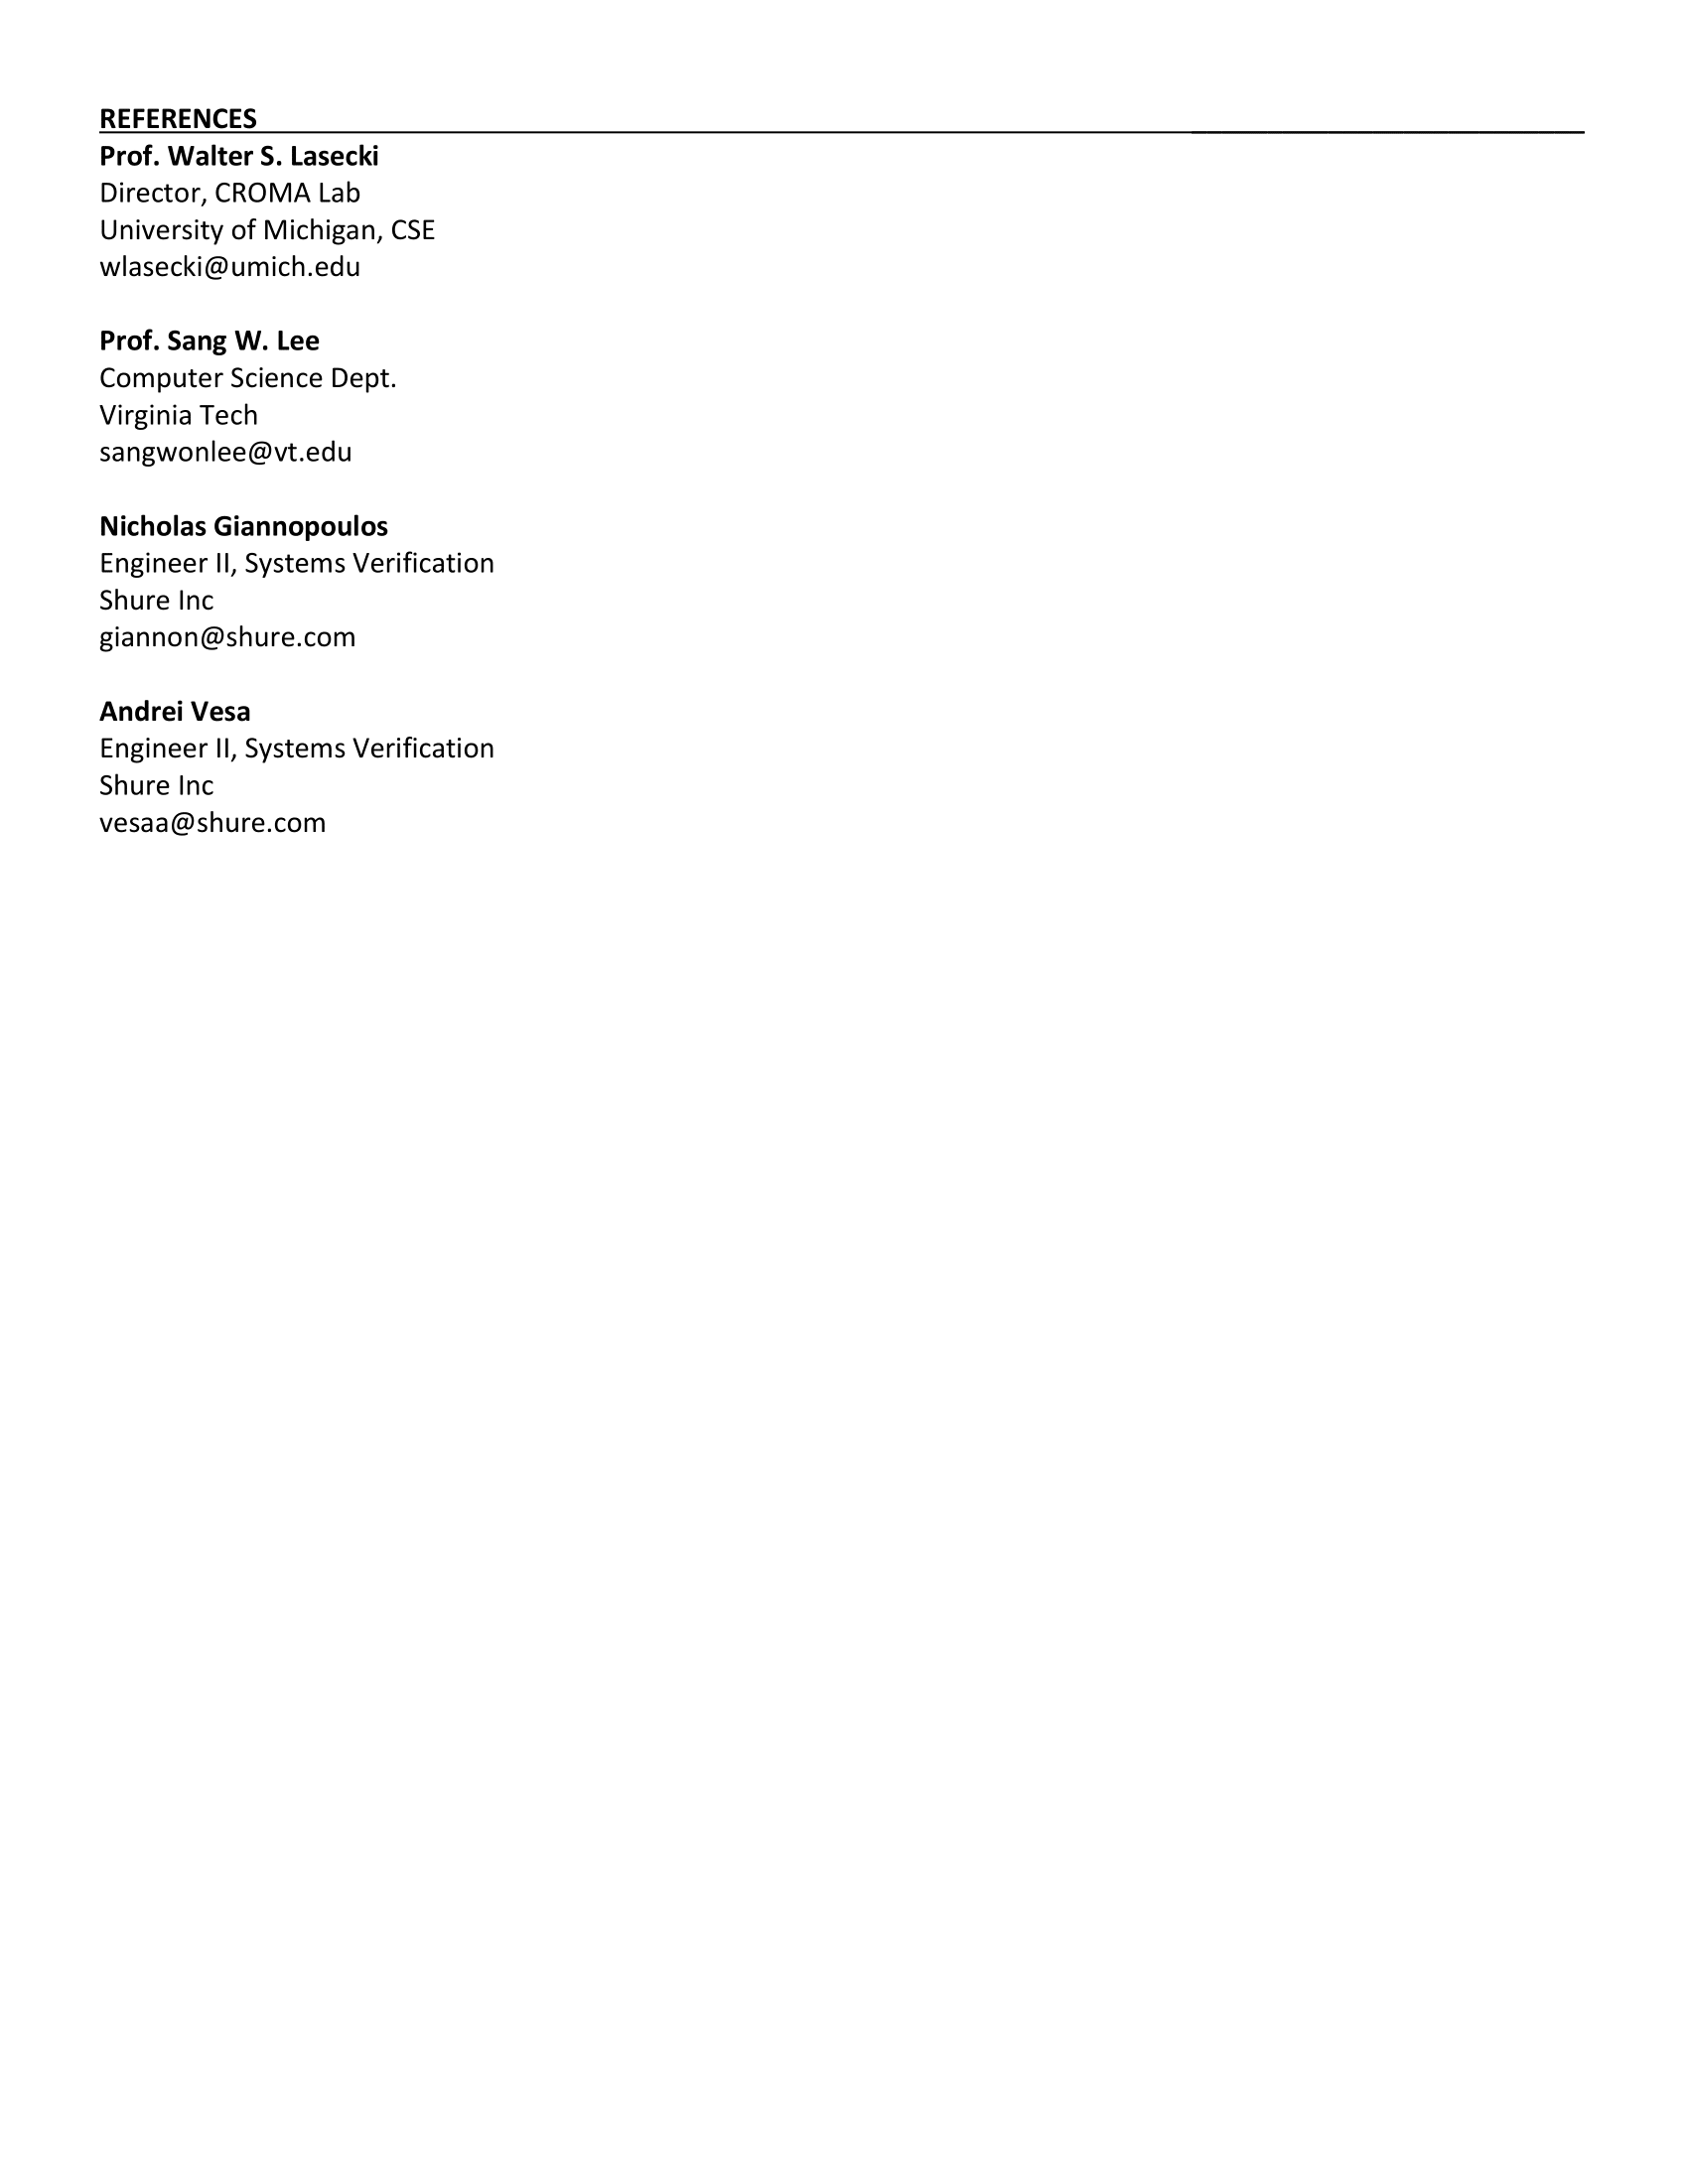 REFERENCES
Prof. Walter S. Lasecki
Director, CROMA Lab
University of Michigan, CSE
wlasecki@umich.edu
Prof. Sang W. Lee
Computer Science Dept.
Virginia Tech
sangwonlee@vt.edu
Nicholas Giannopoulos
Engineer II, Systems Verification
Shure Inc
giannon@shure.com
Andrei Vesa
Engineer II, Systems Verification
Shure Inc
vesaa@shure.com